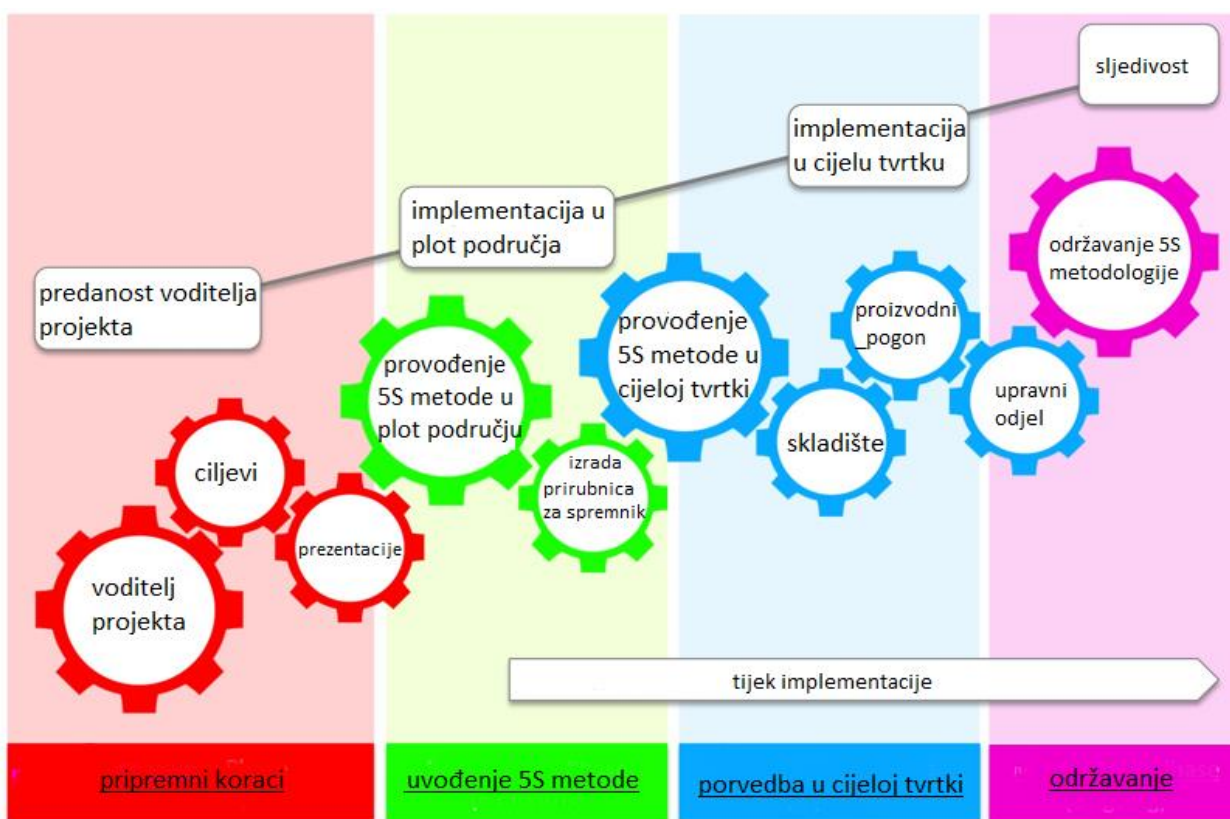 sljedivost
implementacija
u cijelu tvrtku
implementacija u
plot područja
predanost voditelja
projekta
održavanje 5S
metodologije
proizvodni
_pogon
provođenje
5S metode u
cijeloj tvrtki
provođenje
5S metode u
plot području
upravni
odjel
skladište
izrada
prirubnica
za spremnik
ciljevi
prezentacije
voditelj
projekta
tijek implementacije
pripremni koraci
uvođenje 5S metode
porvedba u cijeloj tvrtki
održavanje